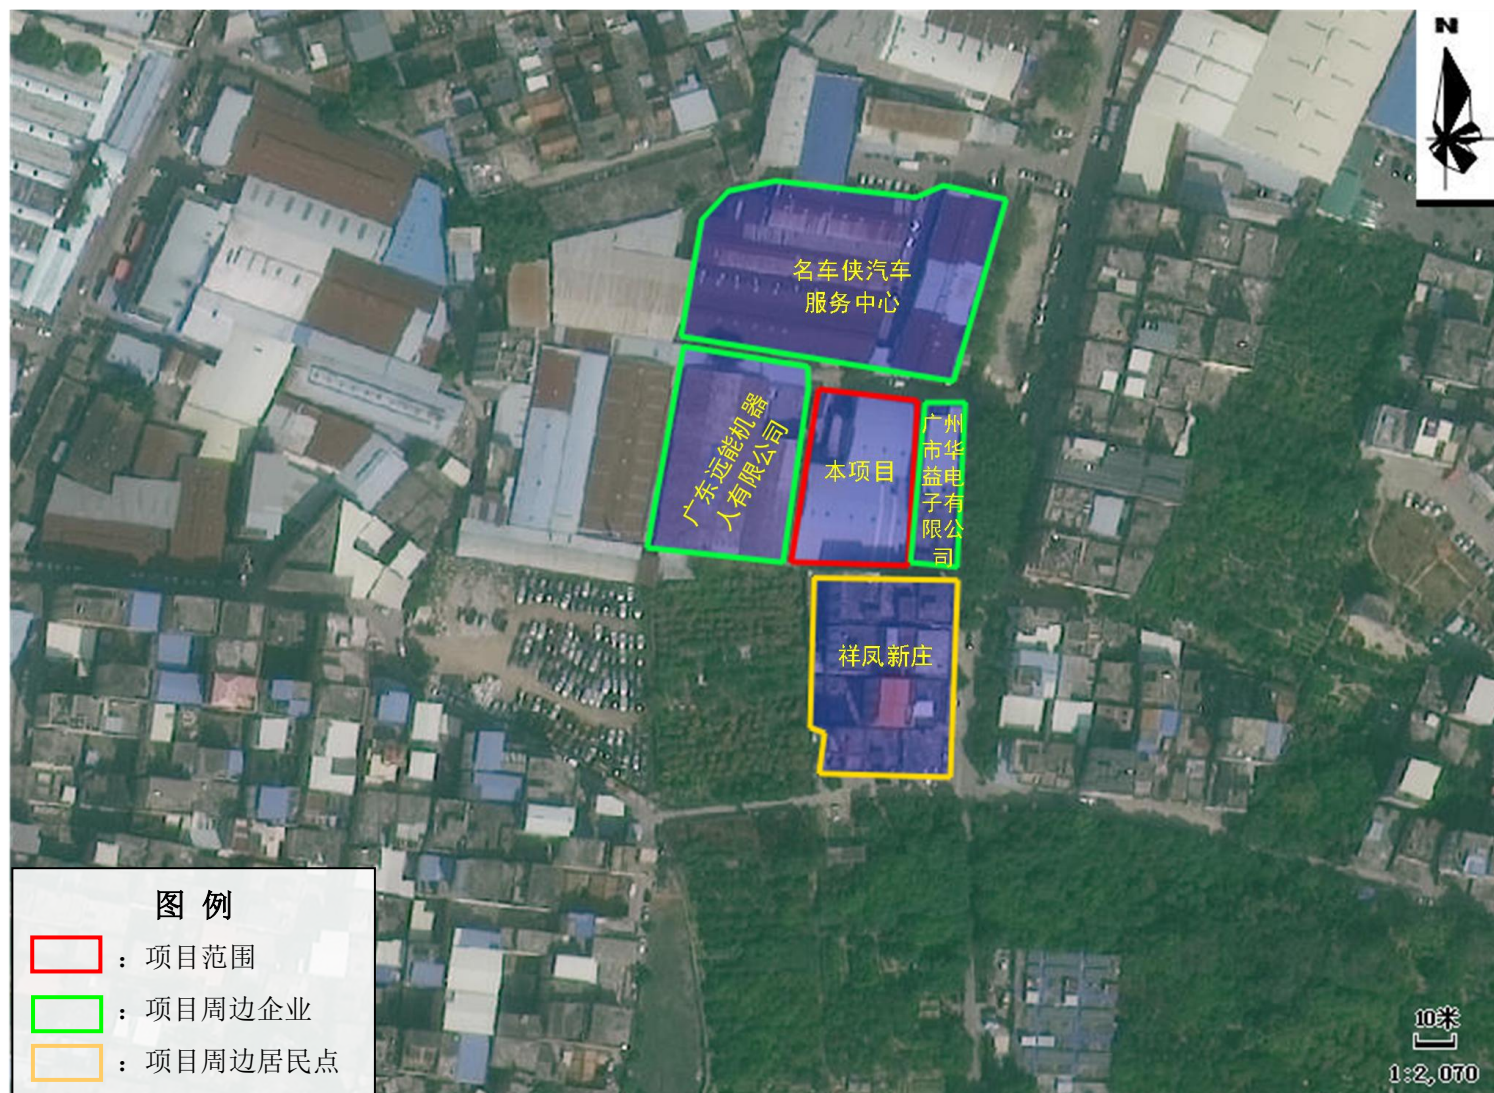 N
名车侠汽车
服务中心
广东远能机器
人有限公司
本项目
广州
市华
益电
子有
限公
司
祥凤新庄
图 例
：项目范围
：项目周边企业
：项目周边居民点
10米
1:2,070